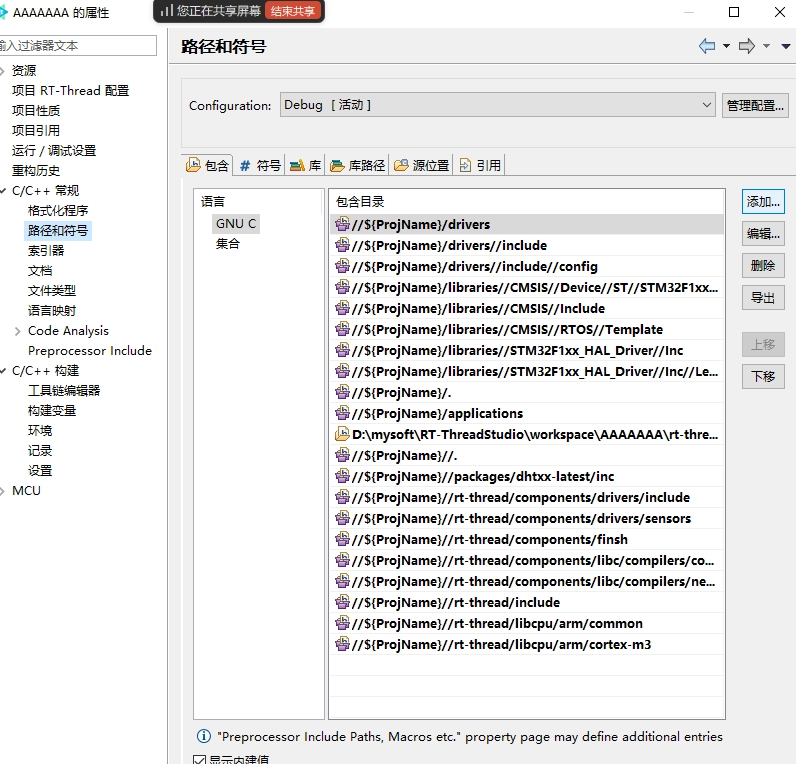 AAAAAAA 的属性
您正在共享屏幕 结束共享
输入过滤器文本
路径和符号
资源
项目 RT-Thread 配置
项目性质
项目引用
运行 / 调试设置
重构历史
C/C++ 常规
格式化程序
路径和符号
索引器
文档
文件类型
语言映射
Code Analysis
Preprocessor Include
C/C++ 构建
工具链编辑器
构建变量
环境
记录
设置
MCU
Configuration: Debug [ 活动 ] 管理配置...
包含 # 符号 库 库路径 源位置 引用
语言
GNU C
集合
包含目录
//${ProjName}/drivers
//${ProjName}/drivers//include
//${ProjName}/drivers//include//config
//${ProjName}/libraries//CMSIS//Device//ST//STM32F1xx...
//${ProjName}/libraries//CMSIS//Include
//${ProjName}/libraries//CMSIS//RTOS//Template
//${ProjName}/libraries//STM32F1xx_HAL_Driver//Inc
//${ProjName}/libraries//STM32F1xx_HAL_Driver//Inc//Le...
//${ProjName}/.
//${ProjName}/applications
D:\mysoft\RT-ThreadStudio\workspace\AAAAAAA\rt-thre...
//${ProjName}//.
//${ProjName}//packages/dhtxx-latest/inc
//${ProjName}//rt-thread/components/drivers/include
//${ProjName}//rt-thread/components/drivers/sensors
//${ProjName}//rt-thread/components/finsh
//${ProjName}//rt-thread/components/libc/compilers/co...
//${ProjName}//rt-thread/components/libc/compilers/ne...
//${ProjName}//rt-thread/include
//${ProjName}//rt-thread/libcpu/arm/common
//${ProjName}//rt-thread/libcpu/arm/cortex-m3
添加...
编辑...
删除
导出
上移
下移
"Preprocessor Include Paths, Macros etc." property page may define additional entries
显示内建值